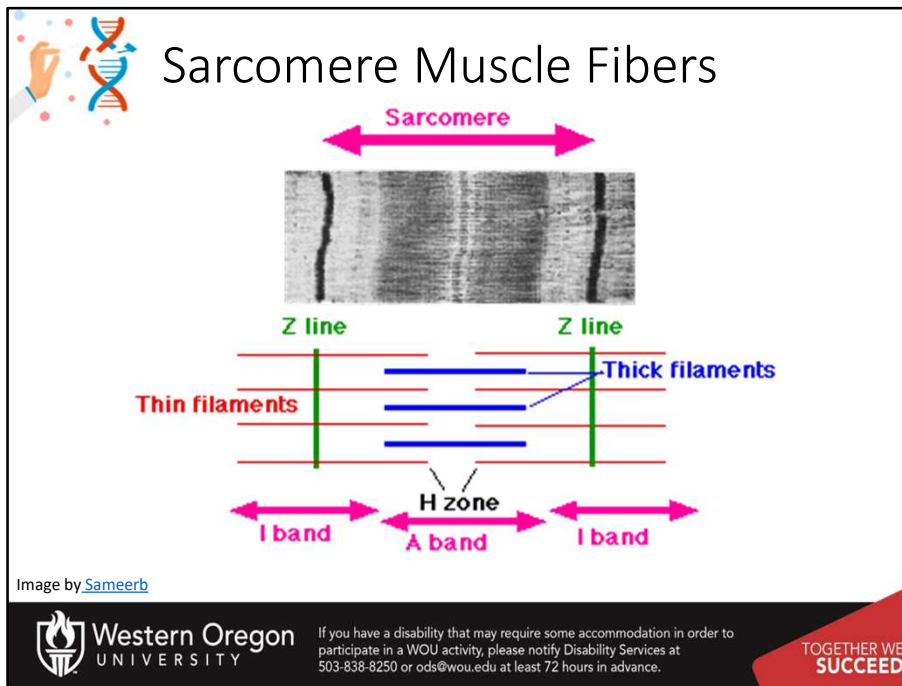 Sarcomere Muscle Fibers
Sarcomere
Z line
Z line
Thick filaments
Thin filaments
H zone
I band
A band
I band
Image by Sameerb
Western Oregon
UNIVERSITY
If you have a disability that may require some accommodation in order to
participate in a WOU activity, please notify Disability Services at
503-838-8250 or ods@wou.edu at least 72 hours in advance.
TOGETHER WE
SUCCEED